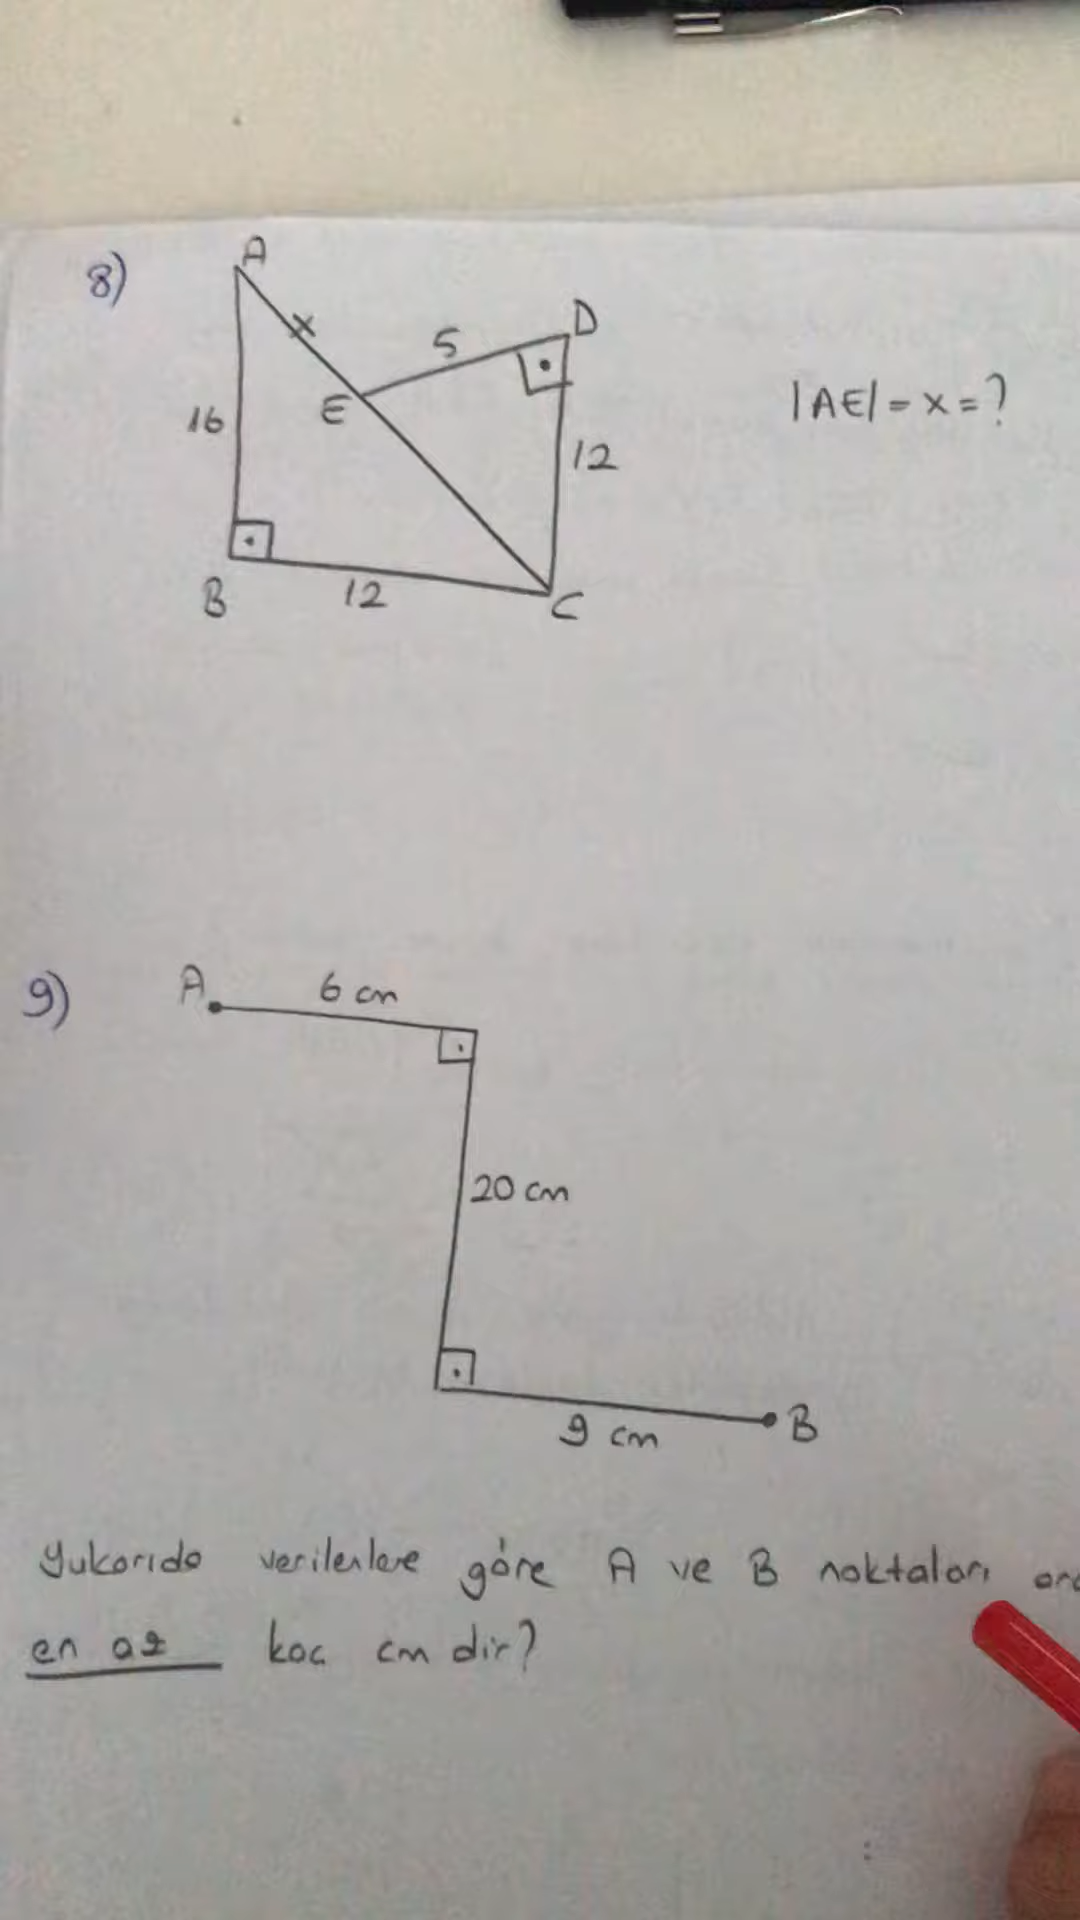 8)
A
x
5
D
16
E
12
|AE| = x = ?
B
12
C
9)
A
6 cm
20 cm
9 cm
B
Yukarıda verilenlere göre A ve B noktaları
en az kaç cm dir?